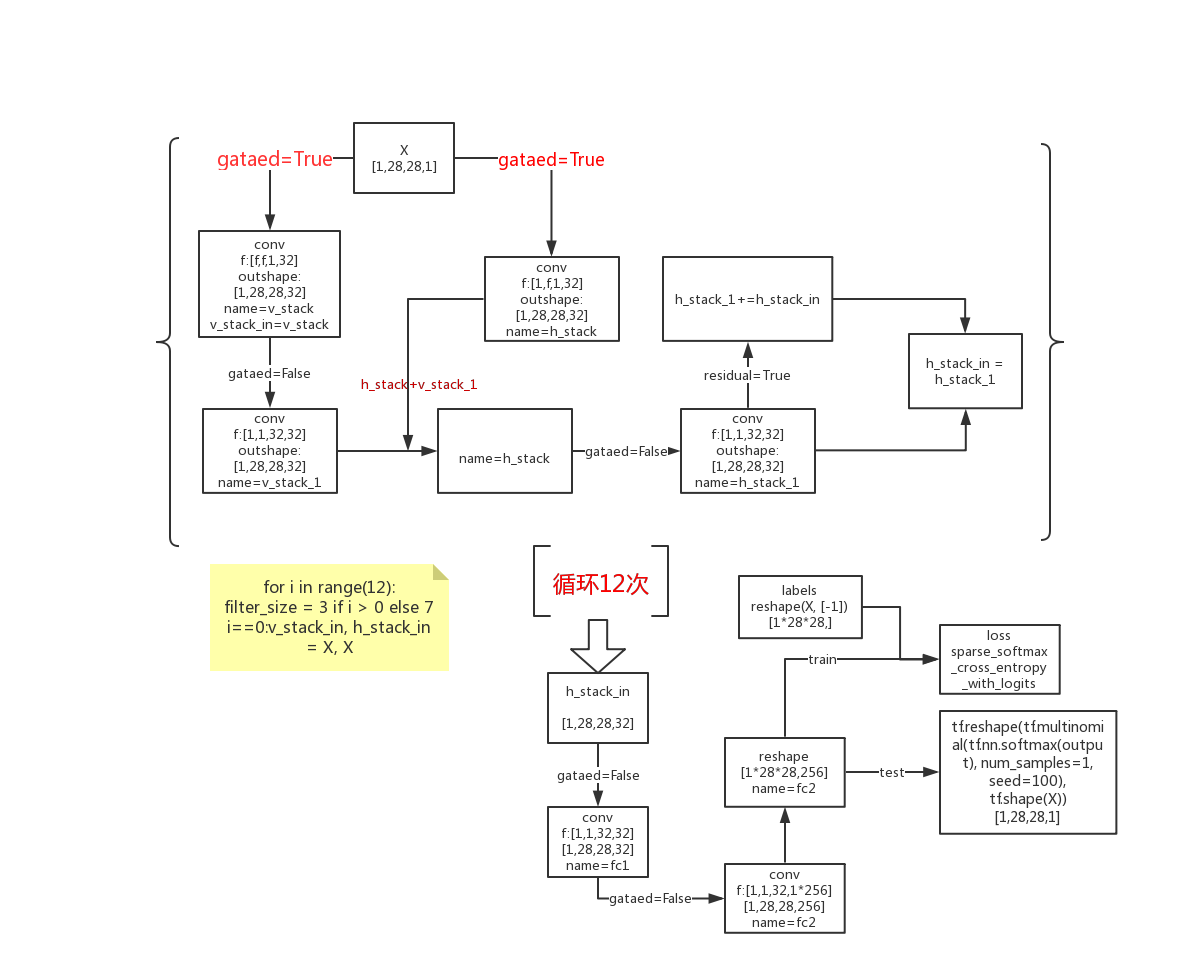 X
[1,28,28,1]
gataed=True
gataed=True
conv
f:[f,f,1,32]
outshape:
[1,28,28,32]
name=v_stack
v_stack_in=v_stack
conv
f:[1,f,1,32]
outshape:
[1,28,28,32]
name=h_stack
h_stack_1+=h_stack_in
h_stack_in =
h_stack_1
gataed=False
h_stack+v_stack_1
residual=True
conv
f:[1,1,32,32]
outshape:
[1,28,28,32]
name=v_stack_1
name=h_stack
gataed=False
conv
f:[1,1,32,32]
outshape:
[1,28,28,32]
name=h_stack_1
for i in range(12):
filter_size = 3 if i > 0 else 7
i==0:v_stack_in, h_stack_in
= X, X
循环12次
labels
reshape(X, [-1])
[1*28*28,]
loss
sparse_softmax
_cross_entropy
_with_logits
train
h_stack_in
[1,28,28,32]
gataed=False
conv
f:[1,1,32,32]
[1,28,28,32]
name=fc1
gataed=False
reshape
[1*28*28,256]
name=fc2
test
tf.reshape(tf.multinomi
al(tf.nn.softmax(outpu
t), num_samples=1,
seed=100),
tf.shape(X))
[1,28,28,1]
conv
f:[1,1,32,1*256]
[1,28,28,256]
name=fc2